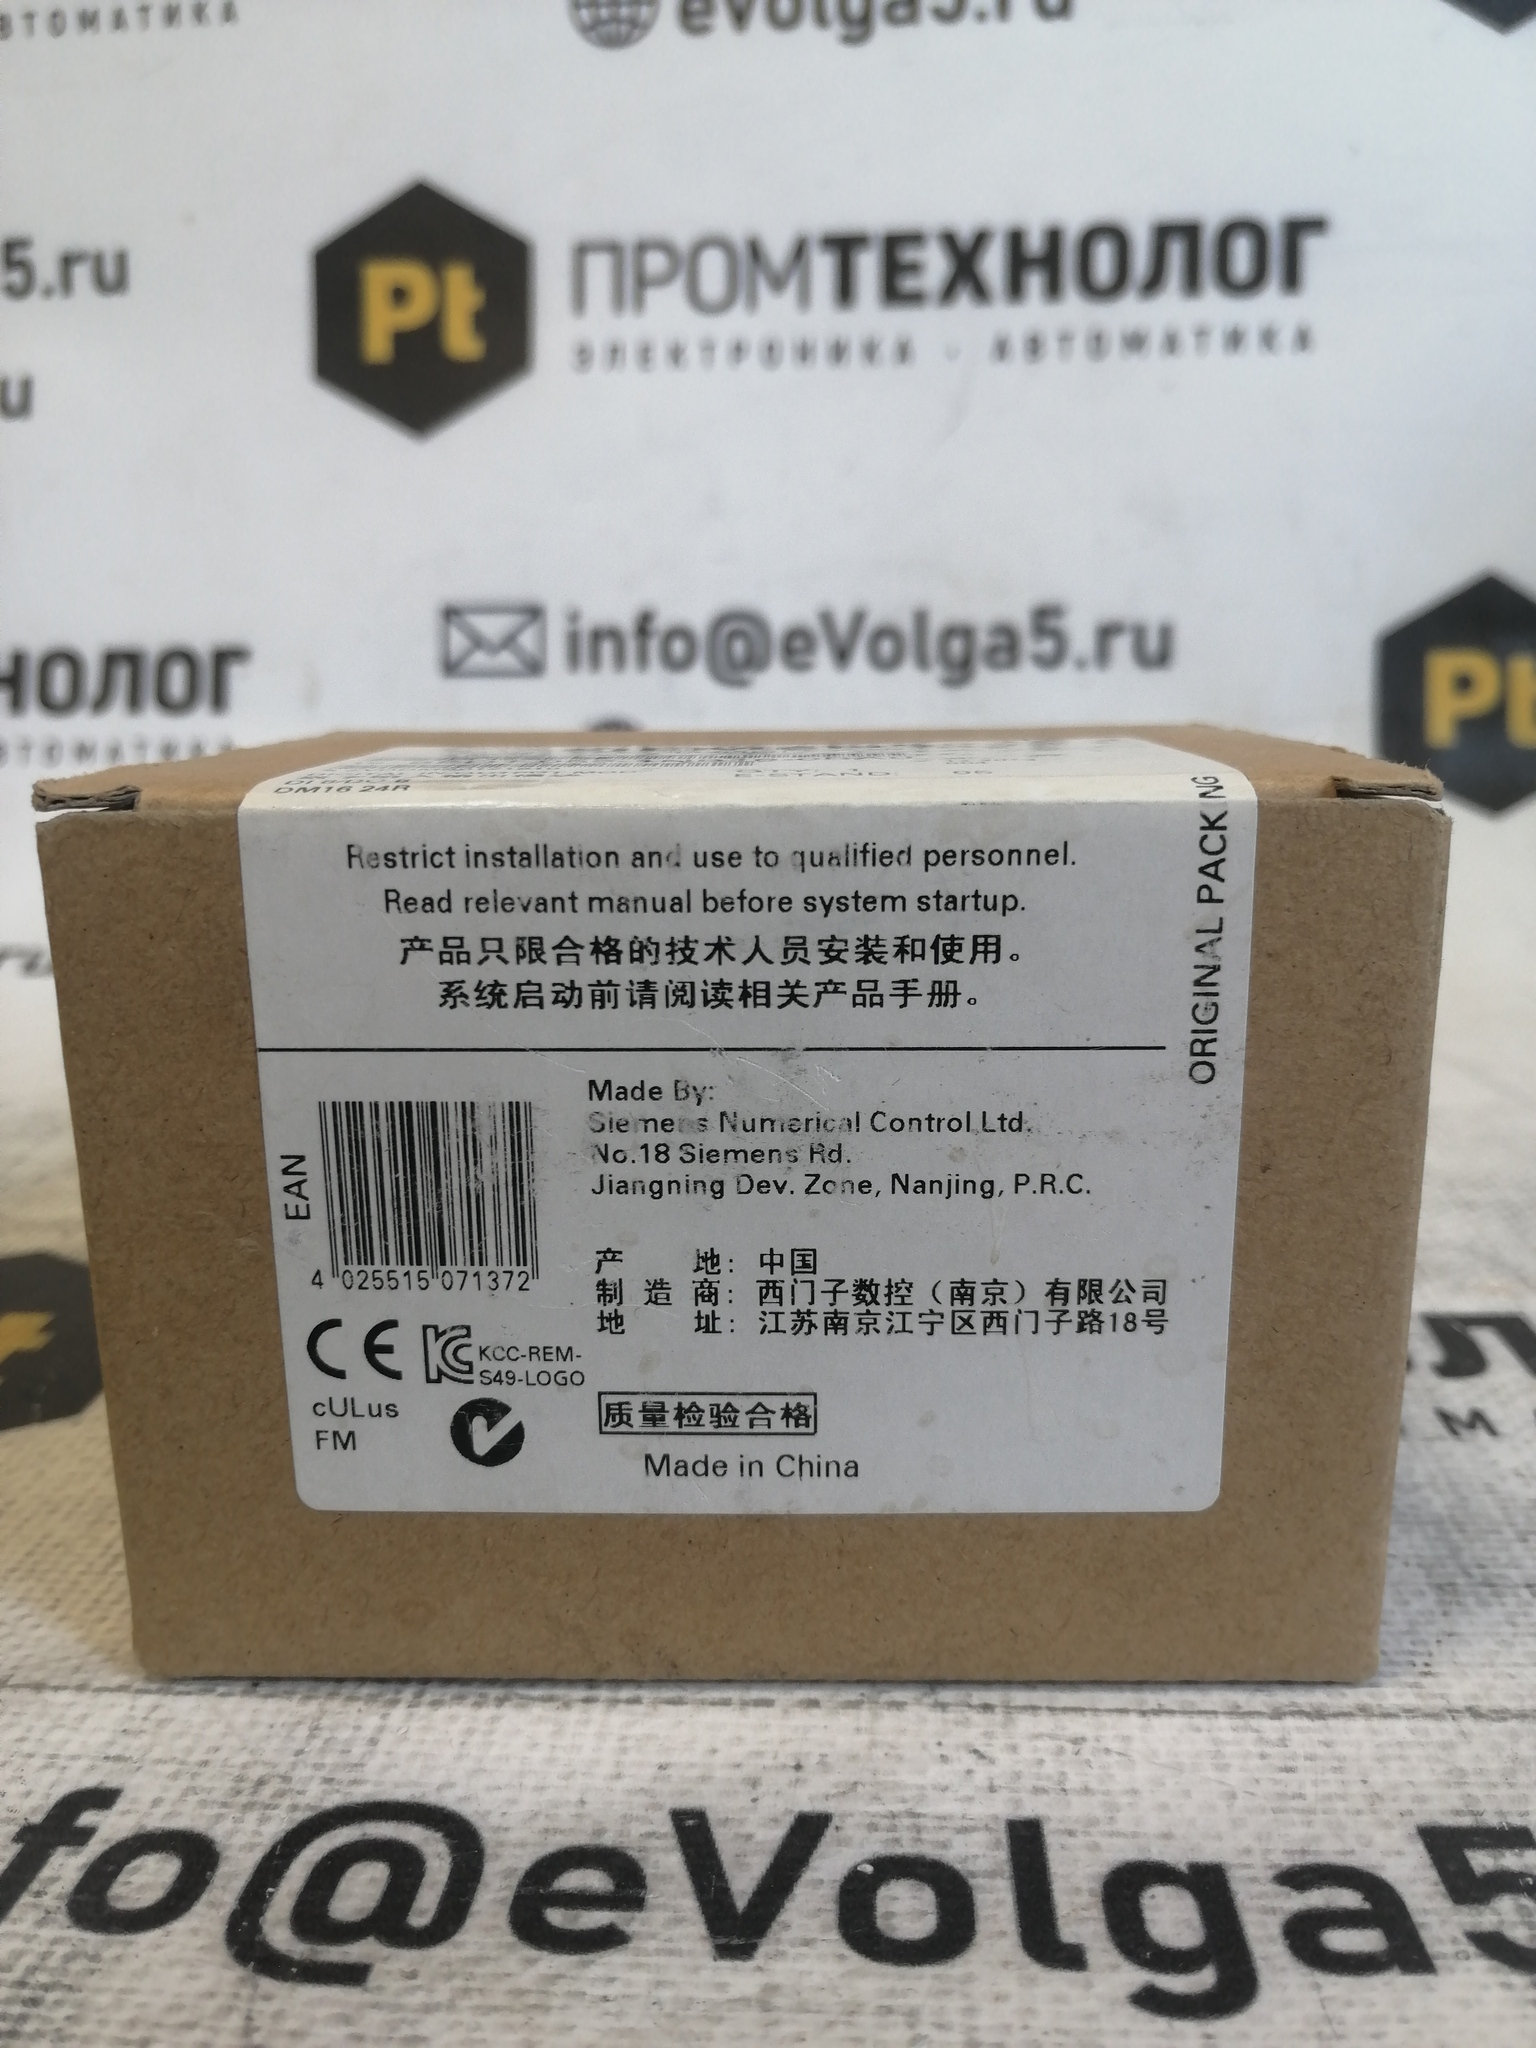 АВТОМАТИКА
eVolga5.ru
5.ru
Pt
ПРОМТЕХНОЛОГ
ЭЛЕКТРОНИКА · АВТОМАТИКА
u
info@eVolga5.ru
НОЛОГ
Pt
DM16 24R
ORIGINAL PACKING
Restrict installation and use to qualified personnel.
Read relevant manual before system startup.
产品只限合格的技术人员安装和使用。
系统启动前请阅读相关产品手册。
Made By:
Siemens Numerical Control Ltd.
No.18 Siemens Rd.
Jiangning Dev. Zone, Nanjing, P.R.C.
EAN
4 025515 071372
产 地: 中国
制 造 商: 西门子数控（南京）有限公司
地 址: 江苏南京江宁区西门子路18号
CE
KCC-REM-
S49-LOGO
cULus
FM
质量检验合格
Made in China
fo@eVolga5